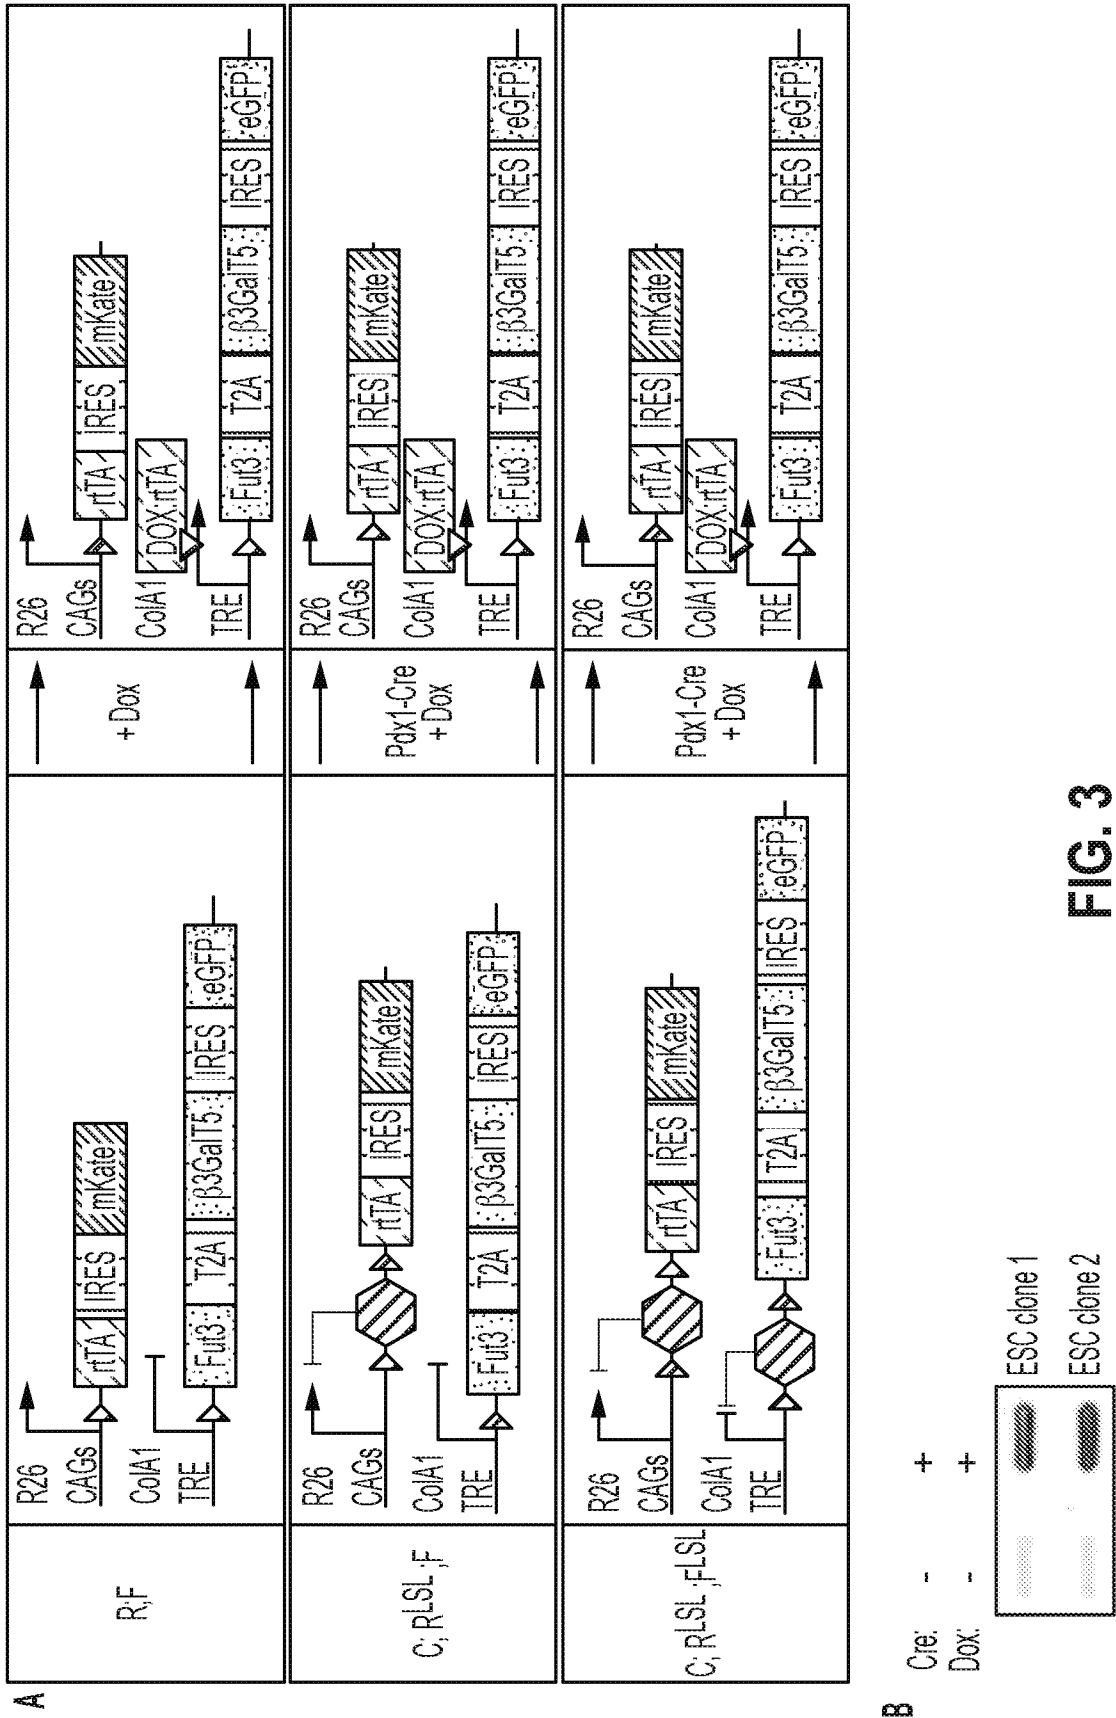 A
R;F
R26
CAGs
rtTA IRES mKate
ColA1
TRE
Fut3 T2A β3GalT5 IRES eGFP
+ Dox
R26
CAGs
rtTA IRES mKate
ColA1
DOX:rtTA
TRE
Fut3 T2A β3GalT5 IRES eGFP
C; RLSL ;F
R26
CAGs
rtTA IRES mKate
ColA1
TRE
Fut3 T2A β3GalT5 IRES eGFP
Pdx1-Cre
+ Dox
R26
CAGs
rtTA IRES mKate
ColA1
DOX:rtTA
TRE
Fut3 T2A β3GalT5 IRES eGFP
C; RLSL ;FLSL
R26
CAGs
rtTA IRES mKate
ColA1
TRE
Fut3 T2A β3GalT5 IRES eGFP
Pdx1-Cre
+ Dox
R26
CAGs
rtTA IRES mKate
ColA1
DOX:rtTA
TRE
Fut3 T2A β3GalT5 IRES eGFP
B
Cre: - +
Dox: - +
ESC clone 1
ESC clone 2
FIG. 3